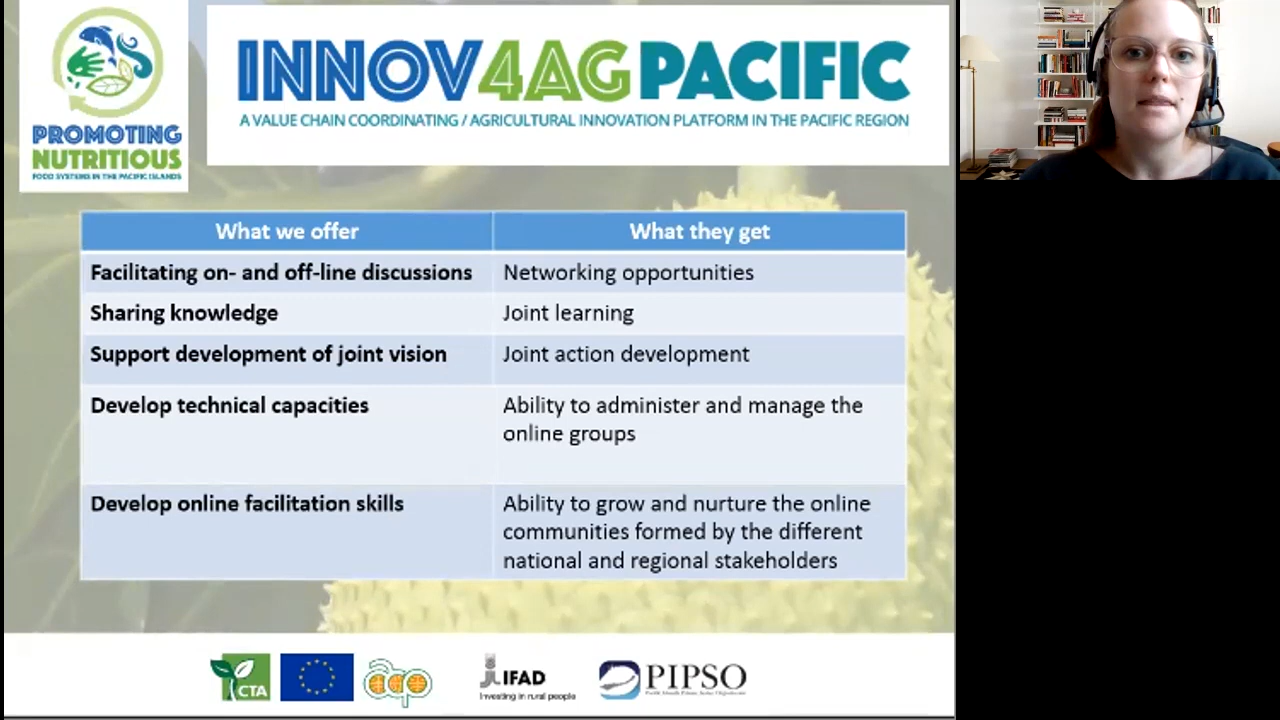 PROMOTING
NUTRITIOUS
FOOD SYSTEMS IN THE PACIFIC ISLANDS
INNOV4AGPACIFIC
A VALUE CHAIN COORDINATING / AGRICULTURAL INNOVATION PLATFORM IN THE PACIFIC REGION
What we offer
What they get
Facilitating on- and off-line discussions
Networking opportunities
Sharing knowledge
Joint learning
Support development of joint vision
Joint action development
Develop technical capacities
Ability to administer and manage the
online groups
Develop online facilitation skills
Ability to grow and nurture the online
communities formed by the different
national and regional stakeholders
CTA
acp
IFAD
Investing in rural people
PIPSO